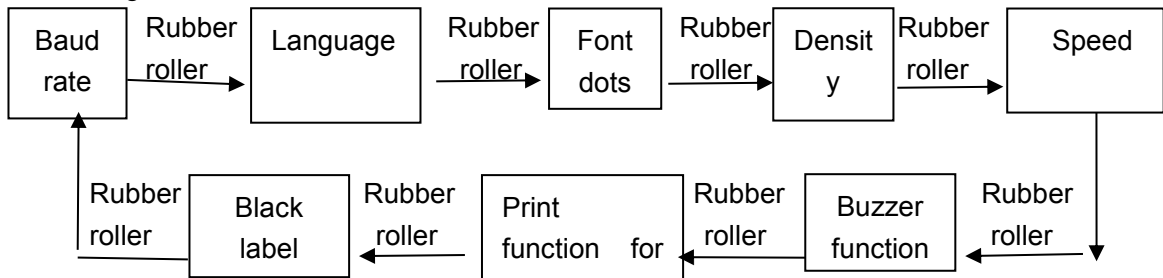 Baud
rate
Rubber
roller
Language
Rubber
roller
Font
dots
Rubber
roller
Densit
y
Rubber
roller
Speed
Rubber
roller
Black
label
Rubber
roller
Print
function for
Rubber
roller
Buzzer
function
Rubber
roller